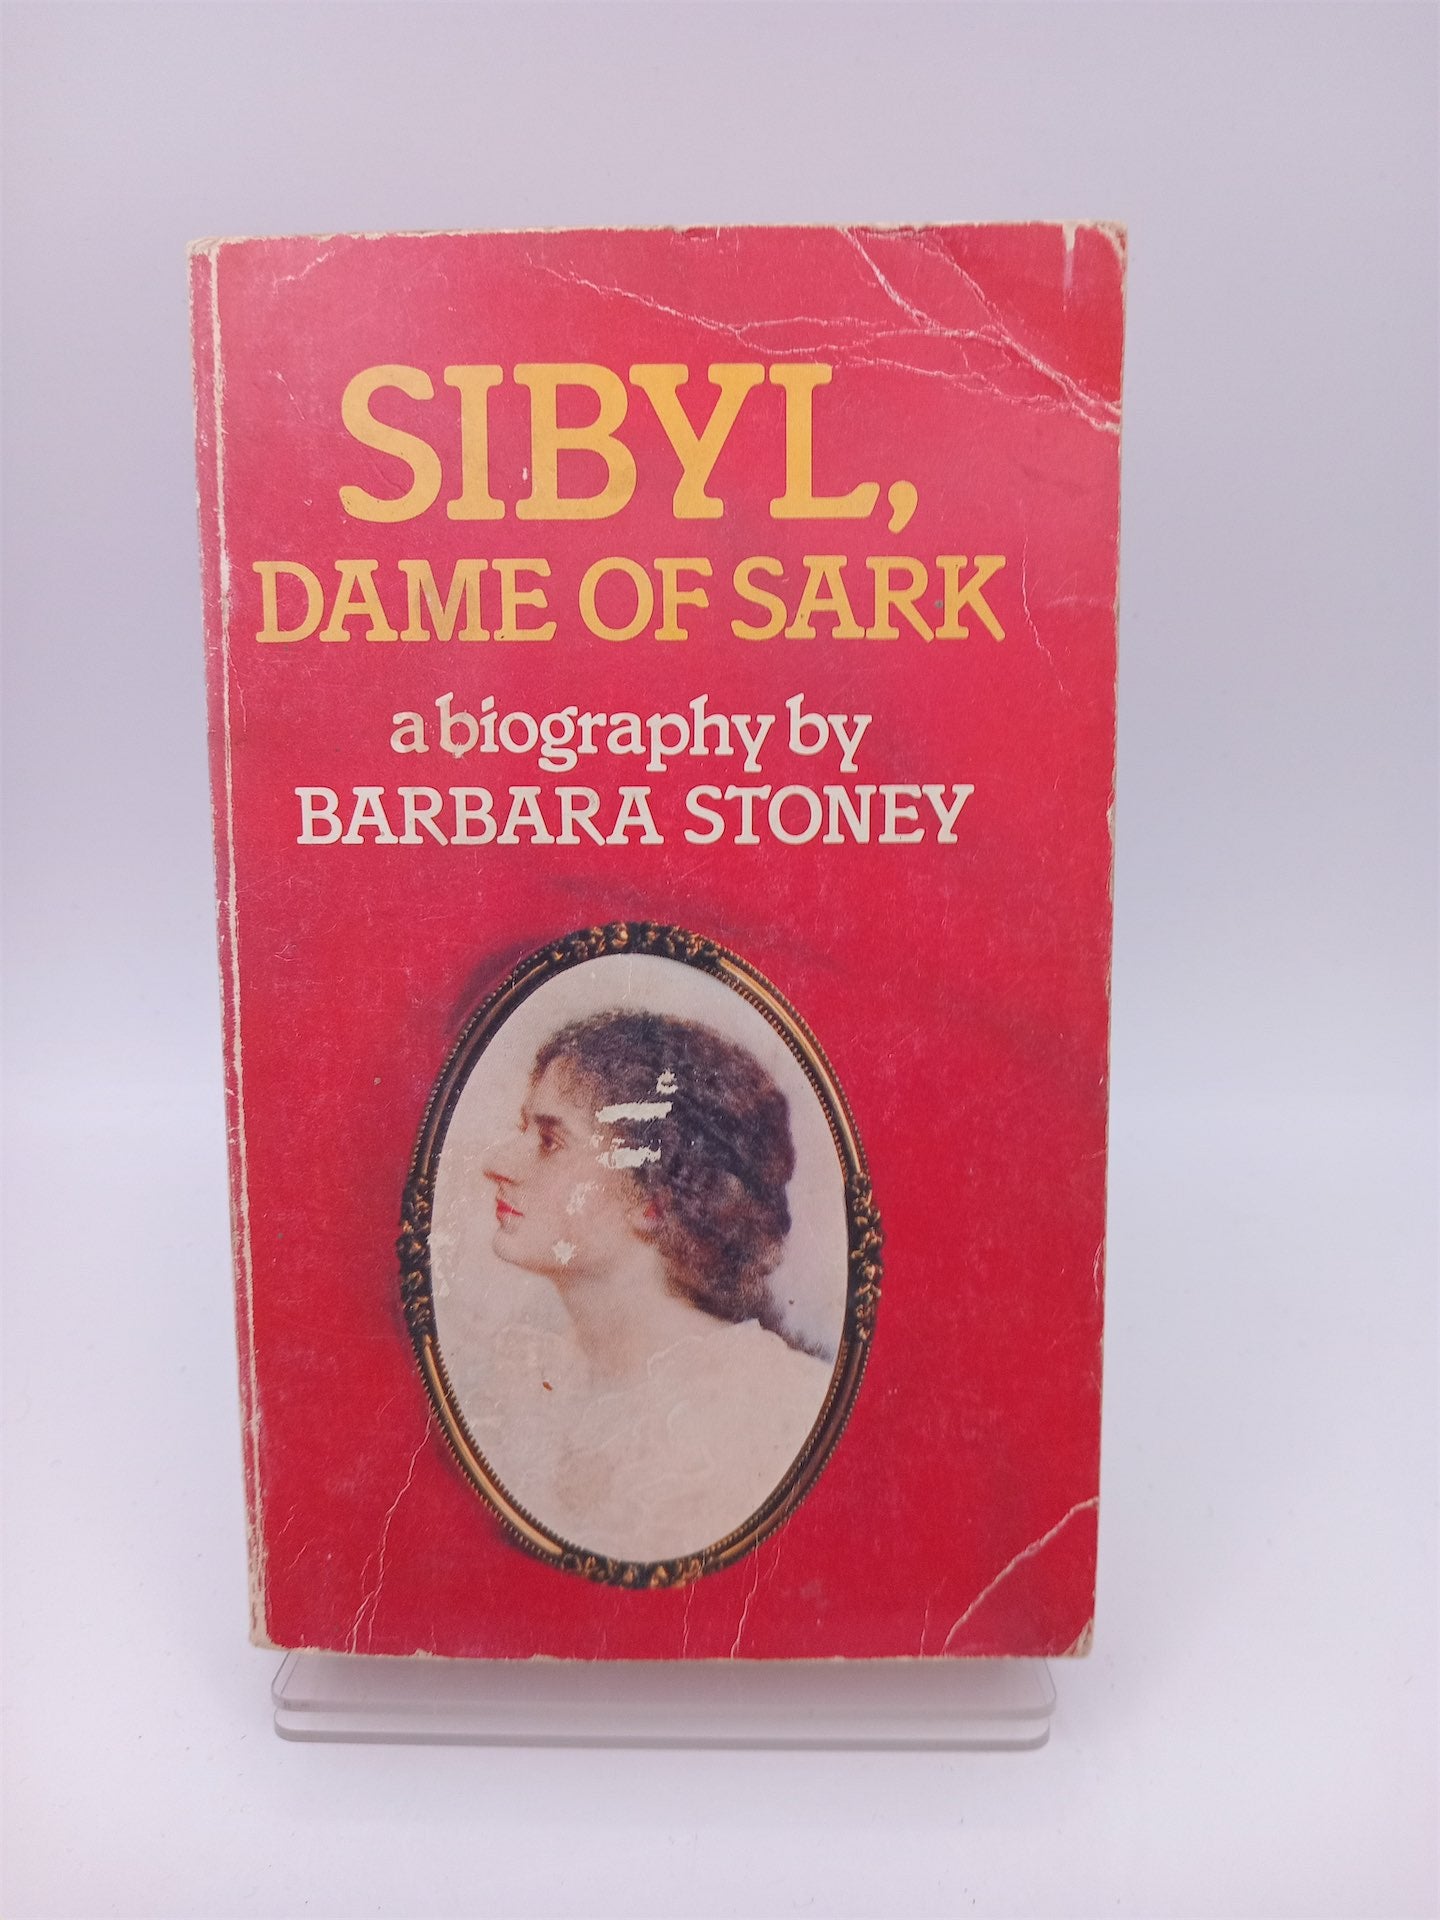 SIBYL,
DAME OF SARK
a biography by
BARBARA STONEY